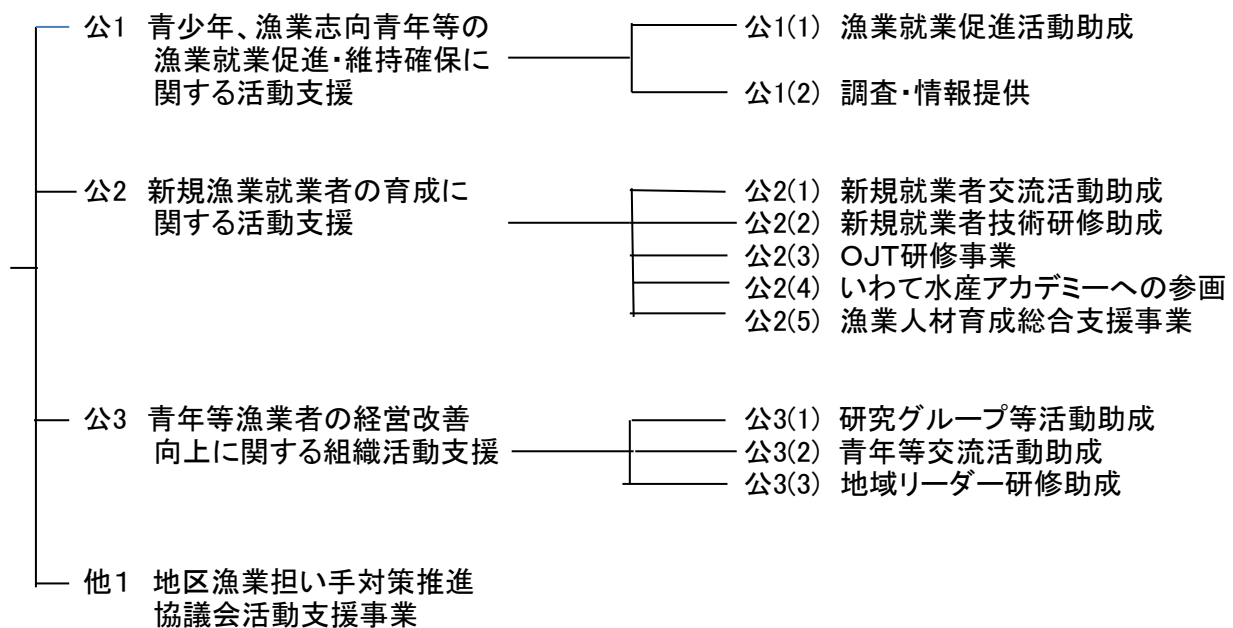 公1 青少年、漁業志向青年等の
漁業就業促進・維持確保に
関する活動支援
公1(1) 漁業就業促進活動助成
公1(2) 調査・情報提供
公2 新規漁業就業者の育成に
関する活動支援
公2(1) 新規就業者交流活動助成
公2(2) 新規就業者技術研修助成
公2(3) OJT研修事業
公2(4) いわて水産アカデミーへの参画
公2(5) 漁業人材育成総合支援事業
公3 青年等漁業者の経営改善
向上に関する組織活動支援
公3(1) 研究グループ等活動助成
公3(2) 青年等交流活動助成
公3(3) 地域リーダー研修助成
他1 地区漁業担い手対策推進
協議会活動支援事業